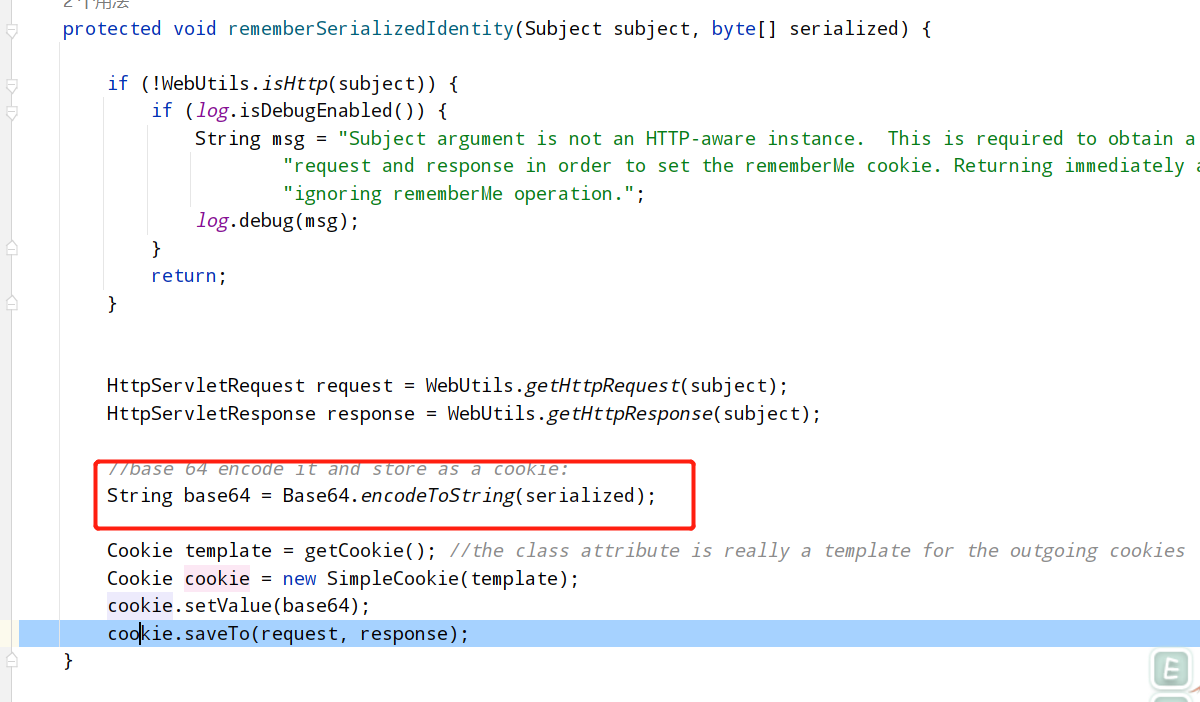 2个用法
protected void rememberSerializedIdentity(Subject subject, byte[] serialized) {
if (!WebUtils.isHttp(subject)) {
if (log.isDebugEnabled()) {
String msg = "Subject argument is not an HTTP-aware instance.  This is required to obtain a
"request and response in order to set the rememberMe cookie. Returning immediately a
"ignoring rememberMe operation.";
log.debug(msg);
}
return;
}
HttpServletRequest request = WebUtils.getHttpRequest(subject);
HttpServletResponse response = WebUtils.getHttpResponse(subject);
//base 64 encode it and store as a cookie:
String base64 = Base64.encodeToString(serialized);
Cookie template = getCookie(); //the class attribute is really a template for the outgoing cookies
Cookie cookie = new SimpleCookie(template);
cookie.setValue(base64);
cookie.saveTo(request, response);
}
E